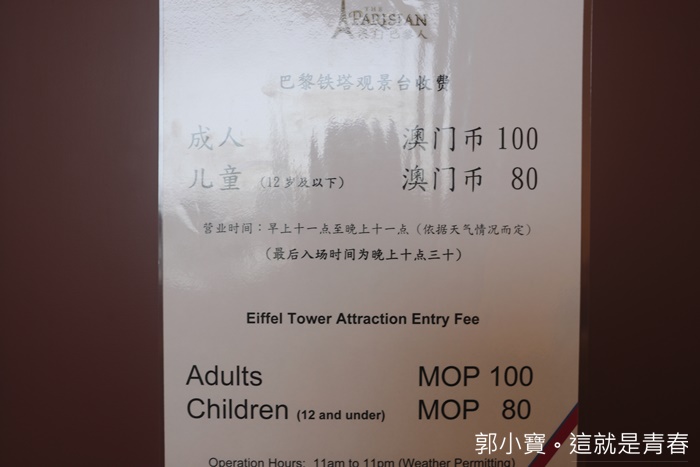 THE
PARISIAN
澳門巴黎人
巴黎铁塔观景台收费
成人 澳门币 100
儿童 (12岁及以下) 澳门币 80
营业时间：早上十一点至晚上十一点（依据天气情况而定）
（最后入场时间为晚上十点三十）
Eiffel Tower Attraction Entry Fee
Adults MOP 100
Children (12 and under) MOP 80
Operation Hours: 11am to 11pm (Weather Permitting)
郭小寶。這就是青春